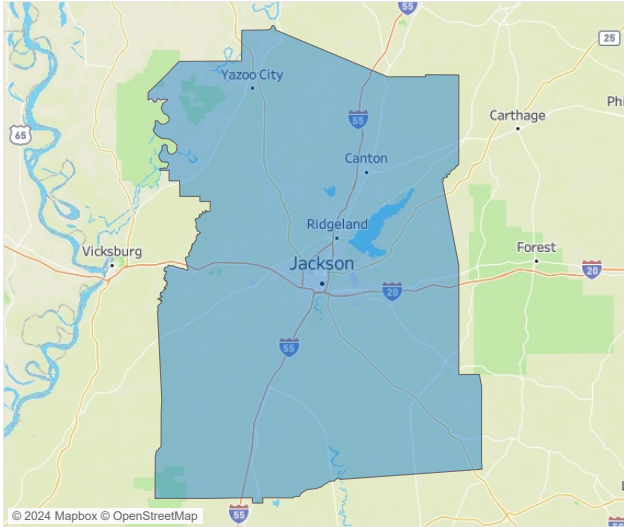 55
25
Yazoo City
Carthage
Phi
55
65
Canton
Ridgeland
Vicksburg
Forest
Jackson
20
20
55
55
© 2024 Mapbox © OpenStreetMap